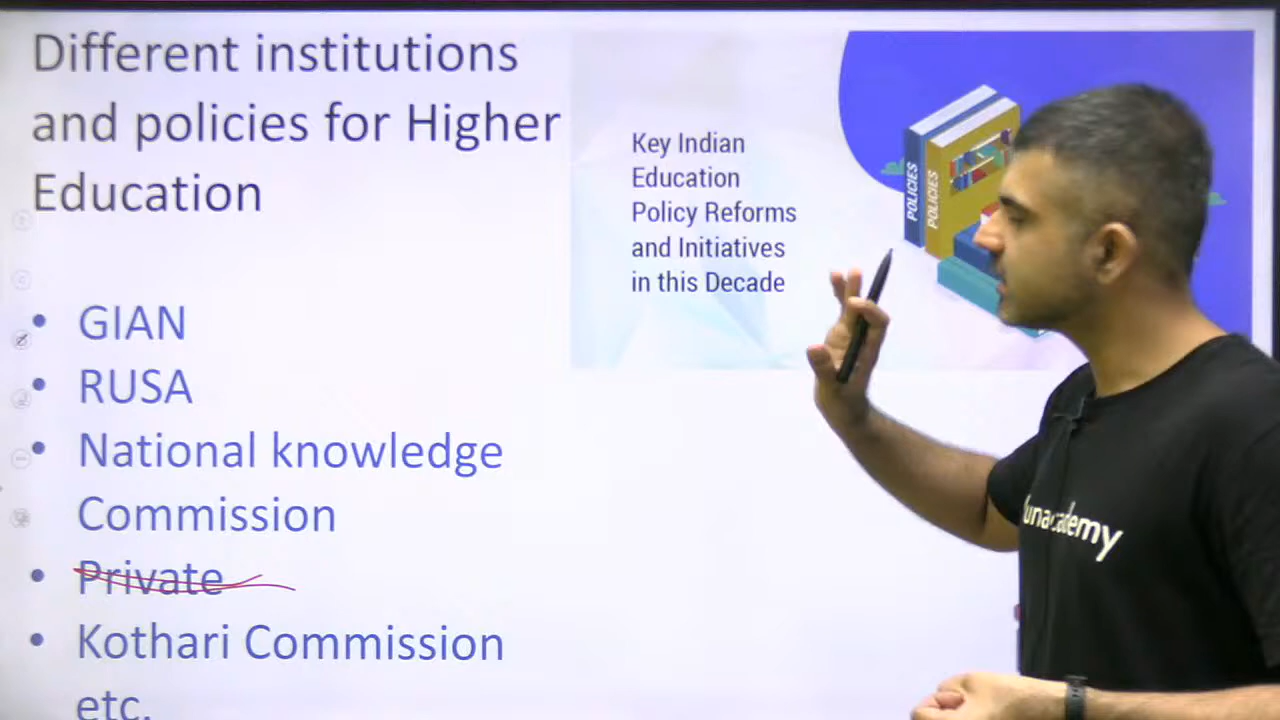 Different institutions
and policies for Higher
Education
Key Indian
Education
Policy Reforms
and Initiatives
in this Decade
POLICIES
POLICIES
• GIAN
• RUSA
• National knowledge
Commission
• Private
• Kothari Commission
etc.
unacademy